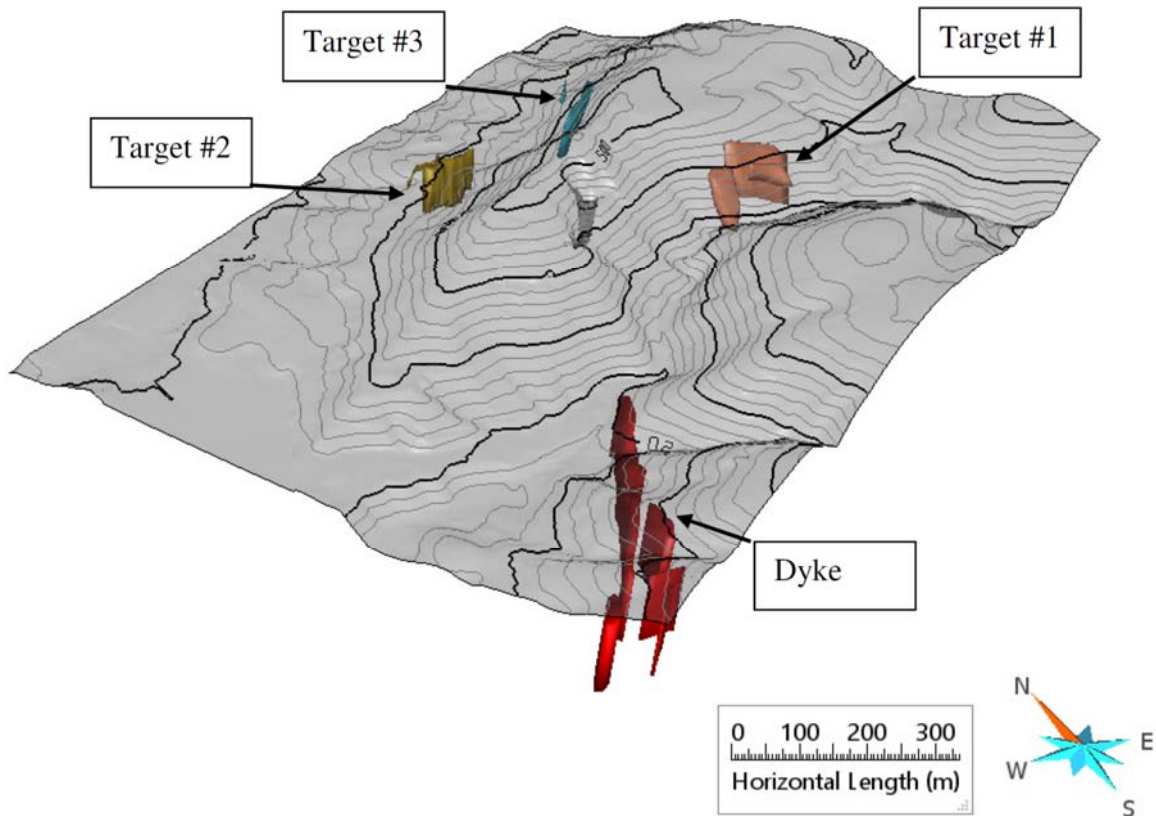 Target #3
Target #1
Target #2
Dyke
0 100 200 300
Horizontal Length (m)
N
E
W
S